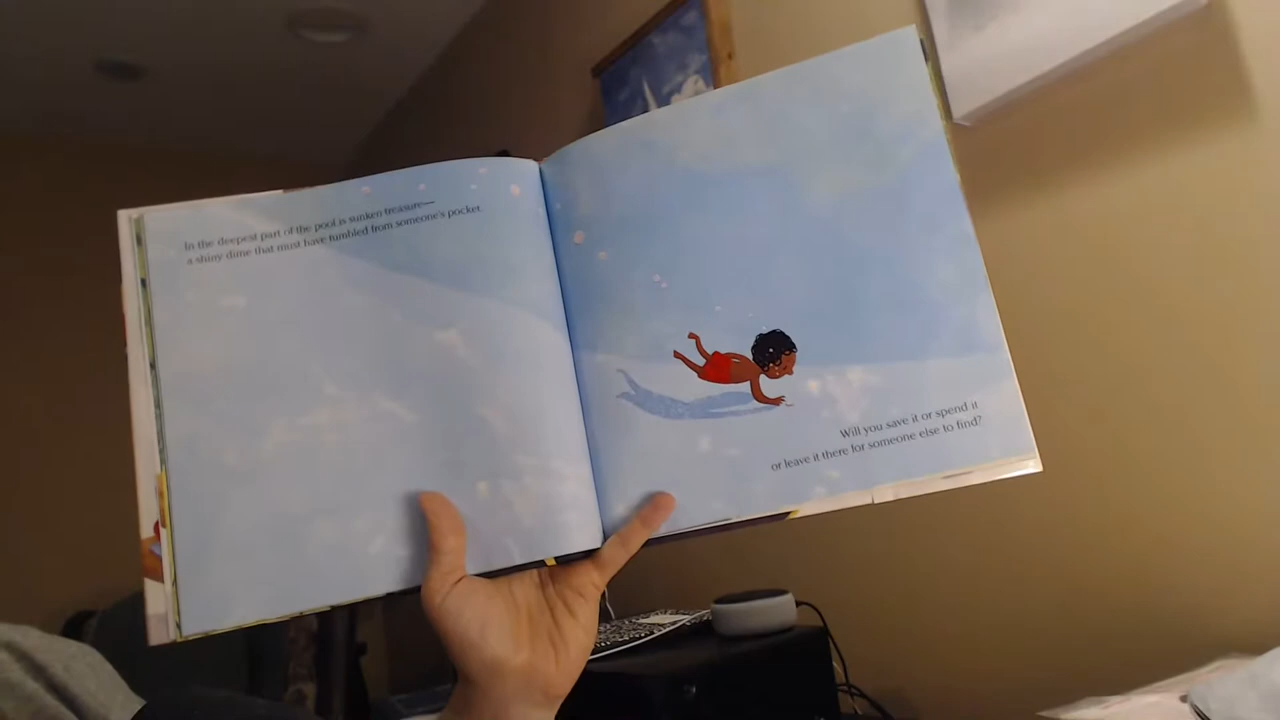 In the deepest part of the pool is sunken treasure—
a shiny dime that must have tumbled from someone's pocket.
Will you save it or spend it
or leave it there for someone else to find?